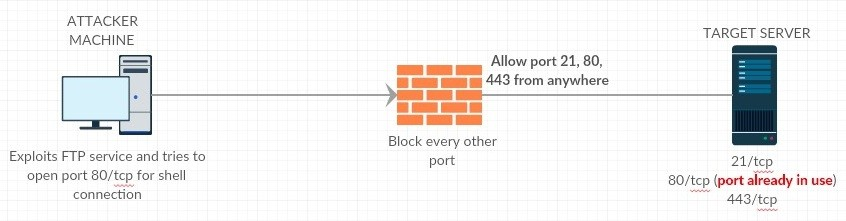 ATTACKER
MACHINE
Exploits FTP service and tries to
open port 80/tcp for shell
connection
Allow port 21, 80,
443 from anywhere
Block every other
port
TARGET SERVER
21/tcp
80/tcp (port already in use)
443/tcp